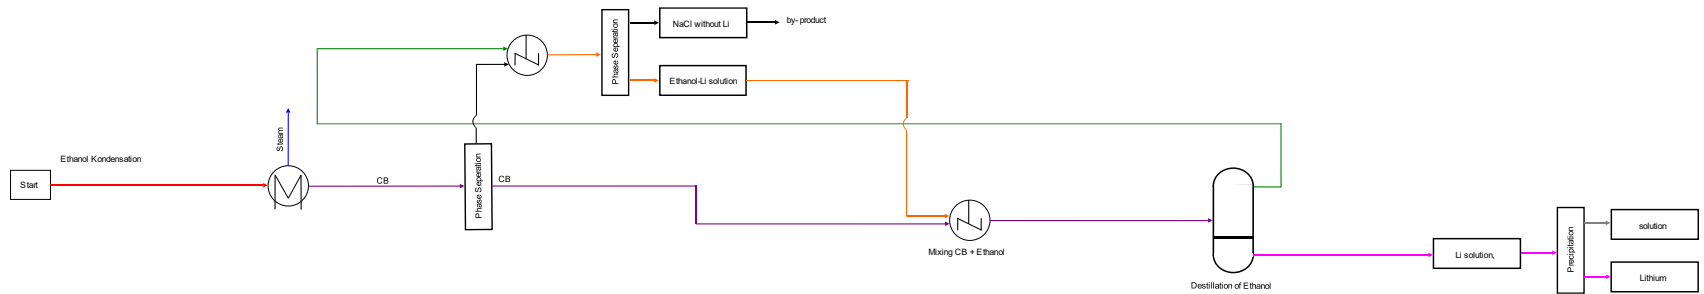 by- product
NaCl without Li
Phase Seperation
Ethanol-Li solution
Steam
Ethanol Kondensation
Start
CB
Phase Seperation
CB
Mixing CB + Ethanol
Destillation of Ethanol
Li solution,
Precipitation
solution
Lithium